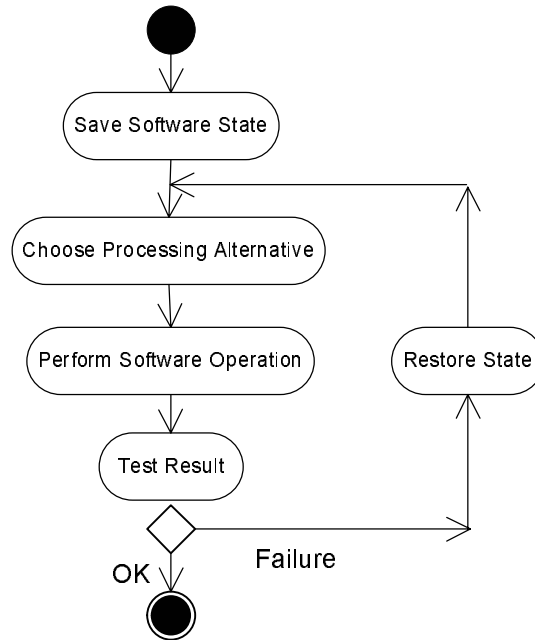 Save Software State
Choose Processing Alternative
Perform Software Operation
Restore State
Test Result
Failure
OK